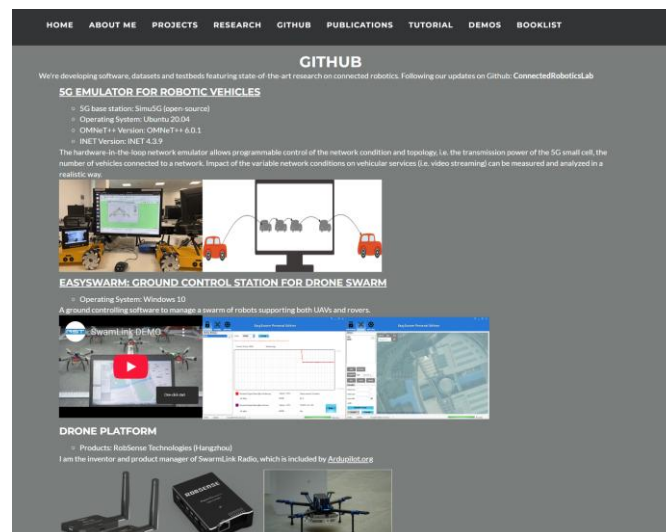 HOME ABOUT ME PROJECTS RESEARCH GITHUB PUBLICATIONS TUTORIAL DEMOS BOOKLIST
GITHUB
We're developing software, datasets and testbeds featuring state-of-the-art research on connected robotics. Following our updates on Github: ConnectedRoboticsLab
5G EMULATOR FOR ROBOTIC VEHICLES
5G base station: Simu5G (open-source)
Operating System: Ubuntu 20.04
OMNeT++ Version: OMNeT++ 6.0.1
INET Version: INET 4.3.9
The hardware-in-the-loop network emulator allows programmable control of the network condition and topology, i.e. the transmission power of the 5G small cell, the
number of vehicles connected to a network. Impact of the variable network conditions on vehicular services (i.e. video streaming) can be measured and analyzed in a
realistic way.
EASYSWARM: GROUND CONTROL STATION FOR DRONE SWARM
Operating System: Windows 10
A ground controlling software to manage a swarm of robots supporting both UAVs and rovers.
SwamLink DEMO
DRONE PLATFORM
Products: RobSense Technologies (Hangzhou)
I am the inventor and product manager of SwarmLink Radio, which is included by Ardupilot.org
ROBSENSE